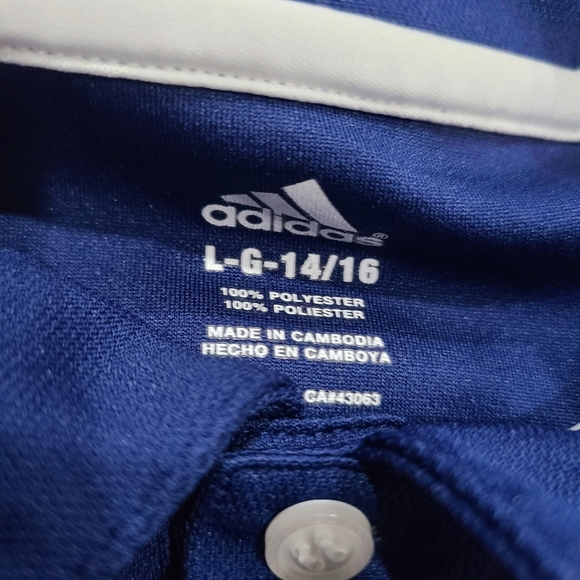 adidas®
L-G-14/16
100% POLYESTER
100% POLIESTER
MADE IN CAMBODIA
HECHO EN CAMBOYA
CA#43063